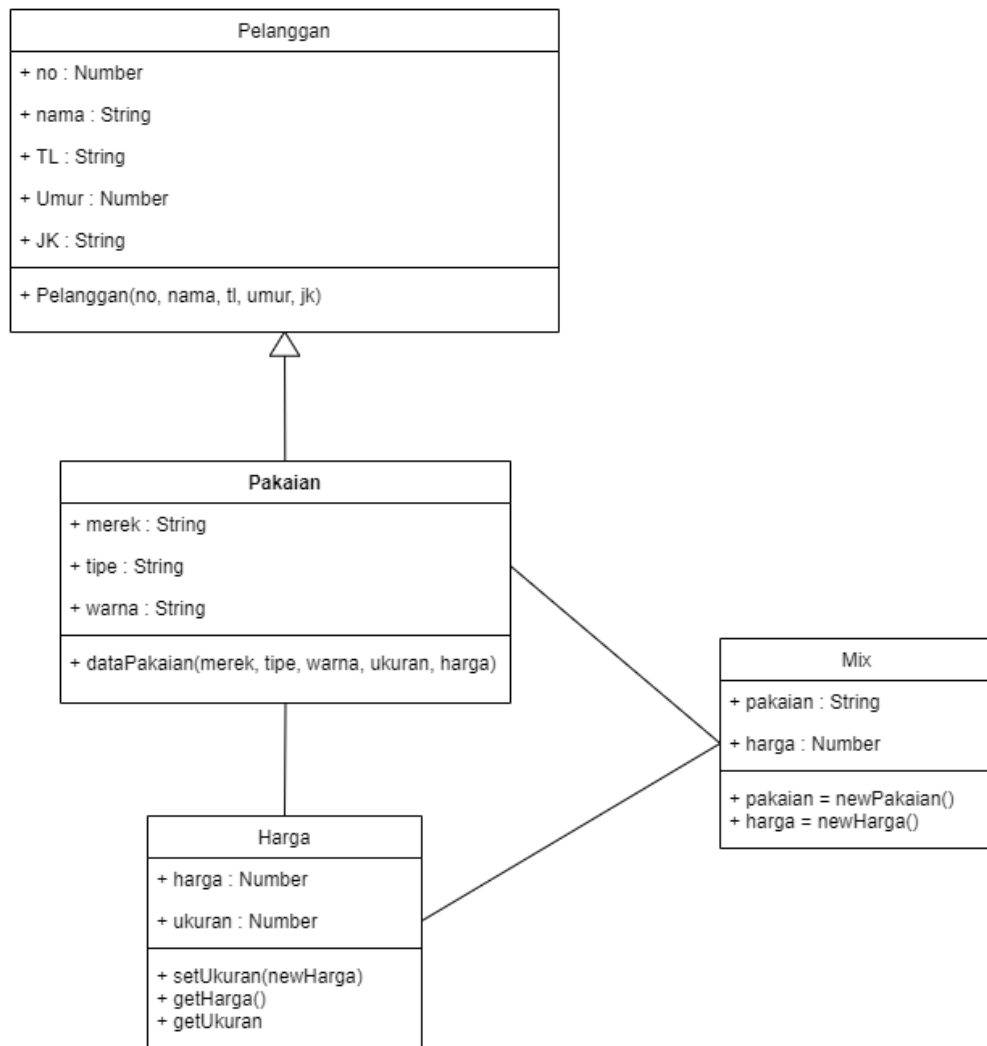 Pelanggan
+ no : Number
+ nama : String
+ TL : String
+ Umur : Number
+ JK : String
+ Pelanggan(no, nama, tl, umur, jk)
Pakaian
+ merek : String
+ tipe : String
+ warna : String
+ dataPakaian(merek, tipe, warna, ukuran, harga)
Mix
+ pakaian : String
+ harga : Number
+ pakaian = newPakaian()
+ harga = newHarga()
Harga
+ harga : Number
+ ukuran : Number
+ setUkuran(newHarga)
+ getHarga()
+ getUkuran